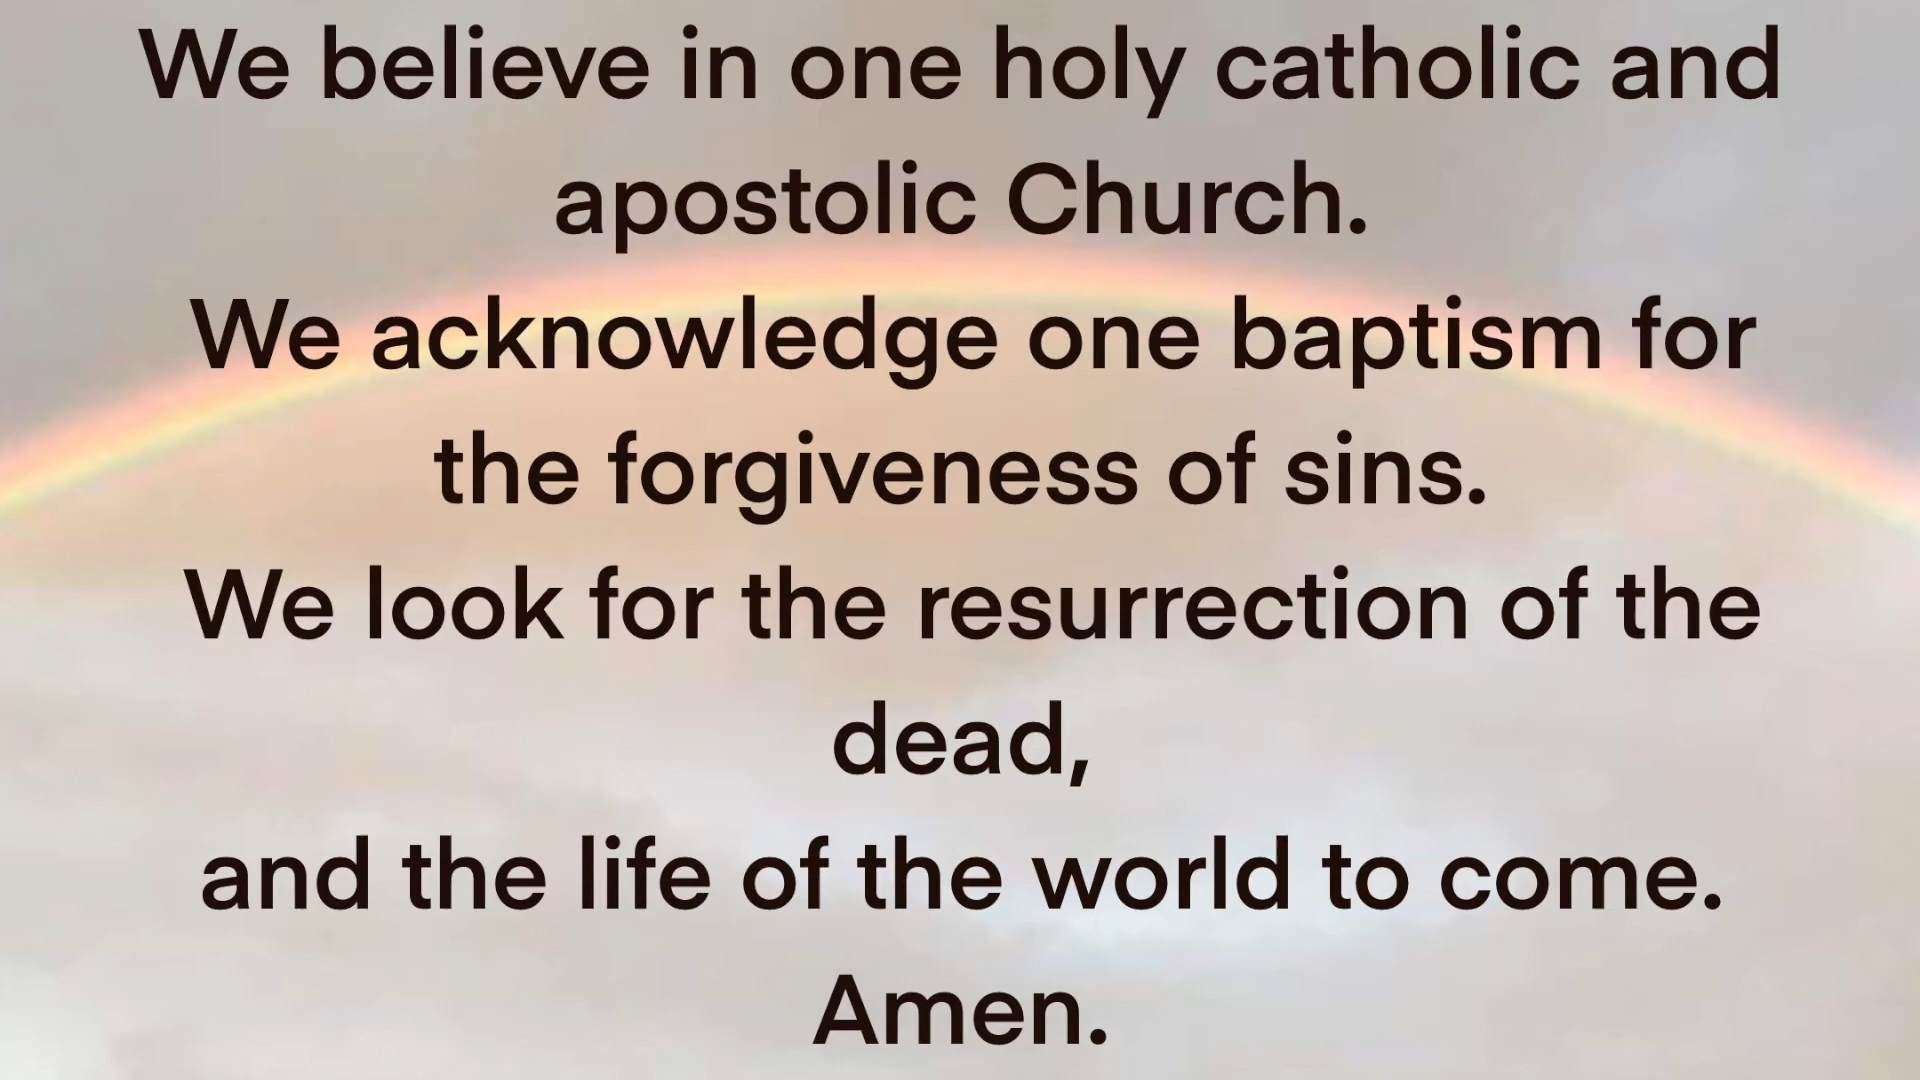 We believe in one holy catholic and
apostolic Church.
We acknowledge one baptism for
the forgiveness of sins.
We look for the resurrection of the
dead,
and the life of the world to come.
Amen.